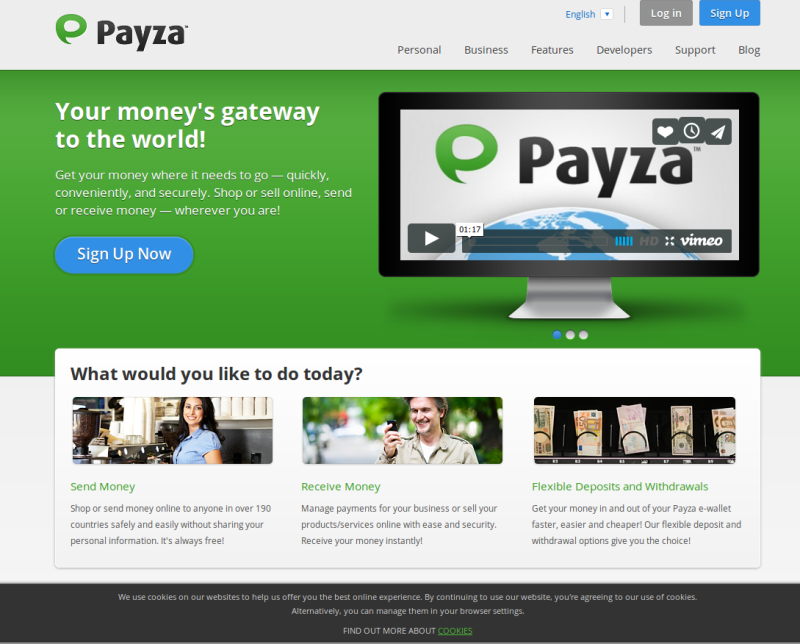 English
Log in
Sign Up
Payza™
Personal Business Features Developers Support Blog
Your money's gateway
to the world!
Get your money where it needs to go — quickly,
conveniently, and securely. Shop or sell online, send
or receive money — wherever you are!
Sign Up Now
Payza™
01:17
HD
vimeo
What would you like to do today?
Send Money
Shop or send money online to anyone in over 190
countries safely and easily without sharing your
personal information. It's always free!
Receive Money
Manage payments for your business or sell your
products/services online with ease and security.
Receive your money instantly!
Flexible Deposits and Withdrawals
Get your money in and out of your Payza e-wallet
faster, easier and cheaper! Our flexible deposit and
withdrawal options give you the choice!
We use cookies on our websites to help us offer you the best online experience. By continuing to use our website, you're agreeing to our use of cookies.
Alternatively, you can manage them in your browser settings.
FIND OUT MORE ABOUT COOKIES